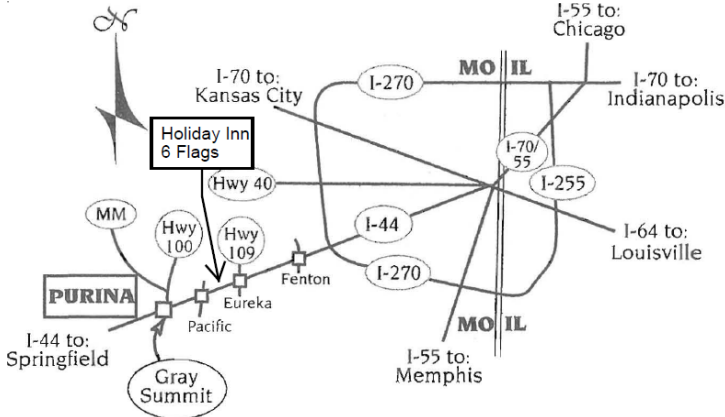 N
I-55 to:
Chicago
MO IL
I-70 to:
Kansas City
I-270
I-70 to:
Indianapolis
Holiday Inn
6 Flags
I-70/
55
Hwy 40
I-255
MM
Hwy
100
Hwy
109
I-44
I-64 to:
Louisville
Fenton
I-270
PURINA
Eureka
Pacific
MO IL
I-44 to:
Springfield
I-55 to:
Memphis
Gray
Summit